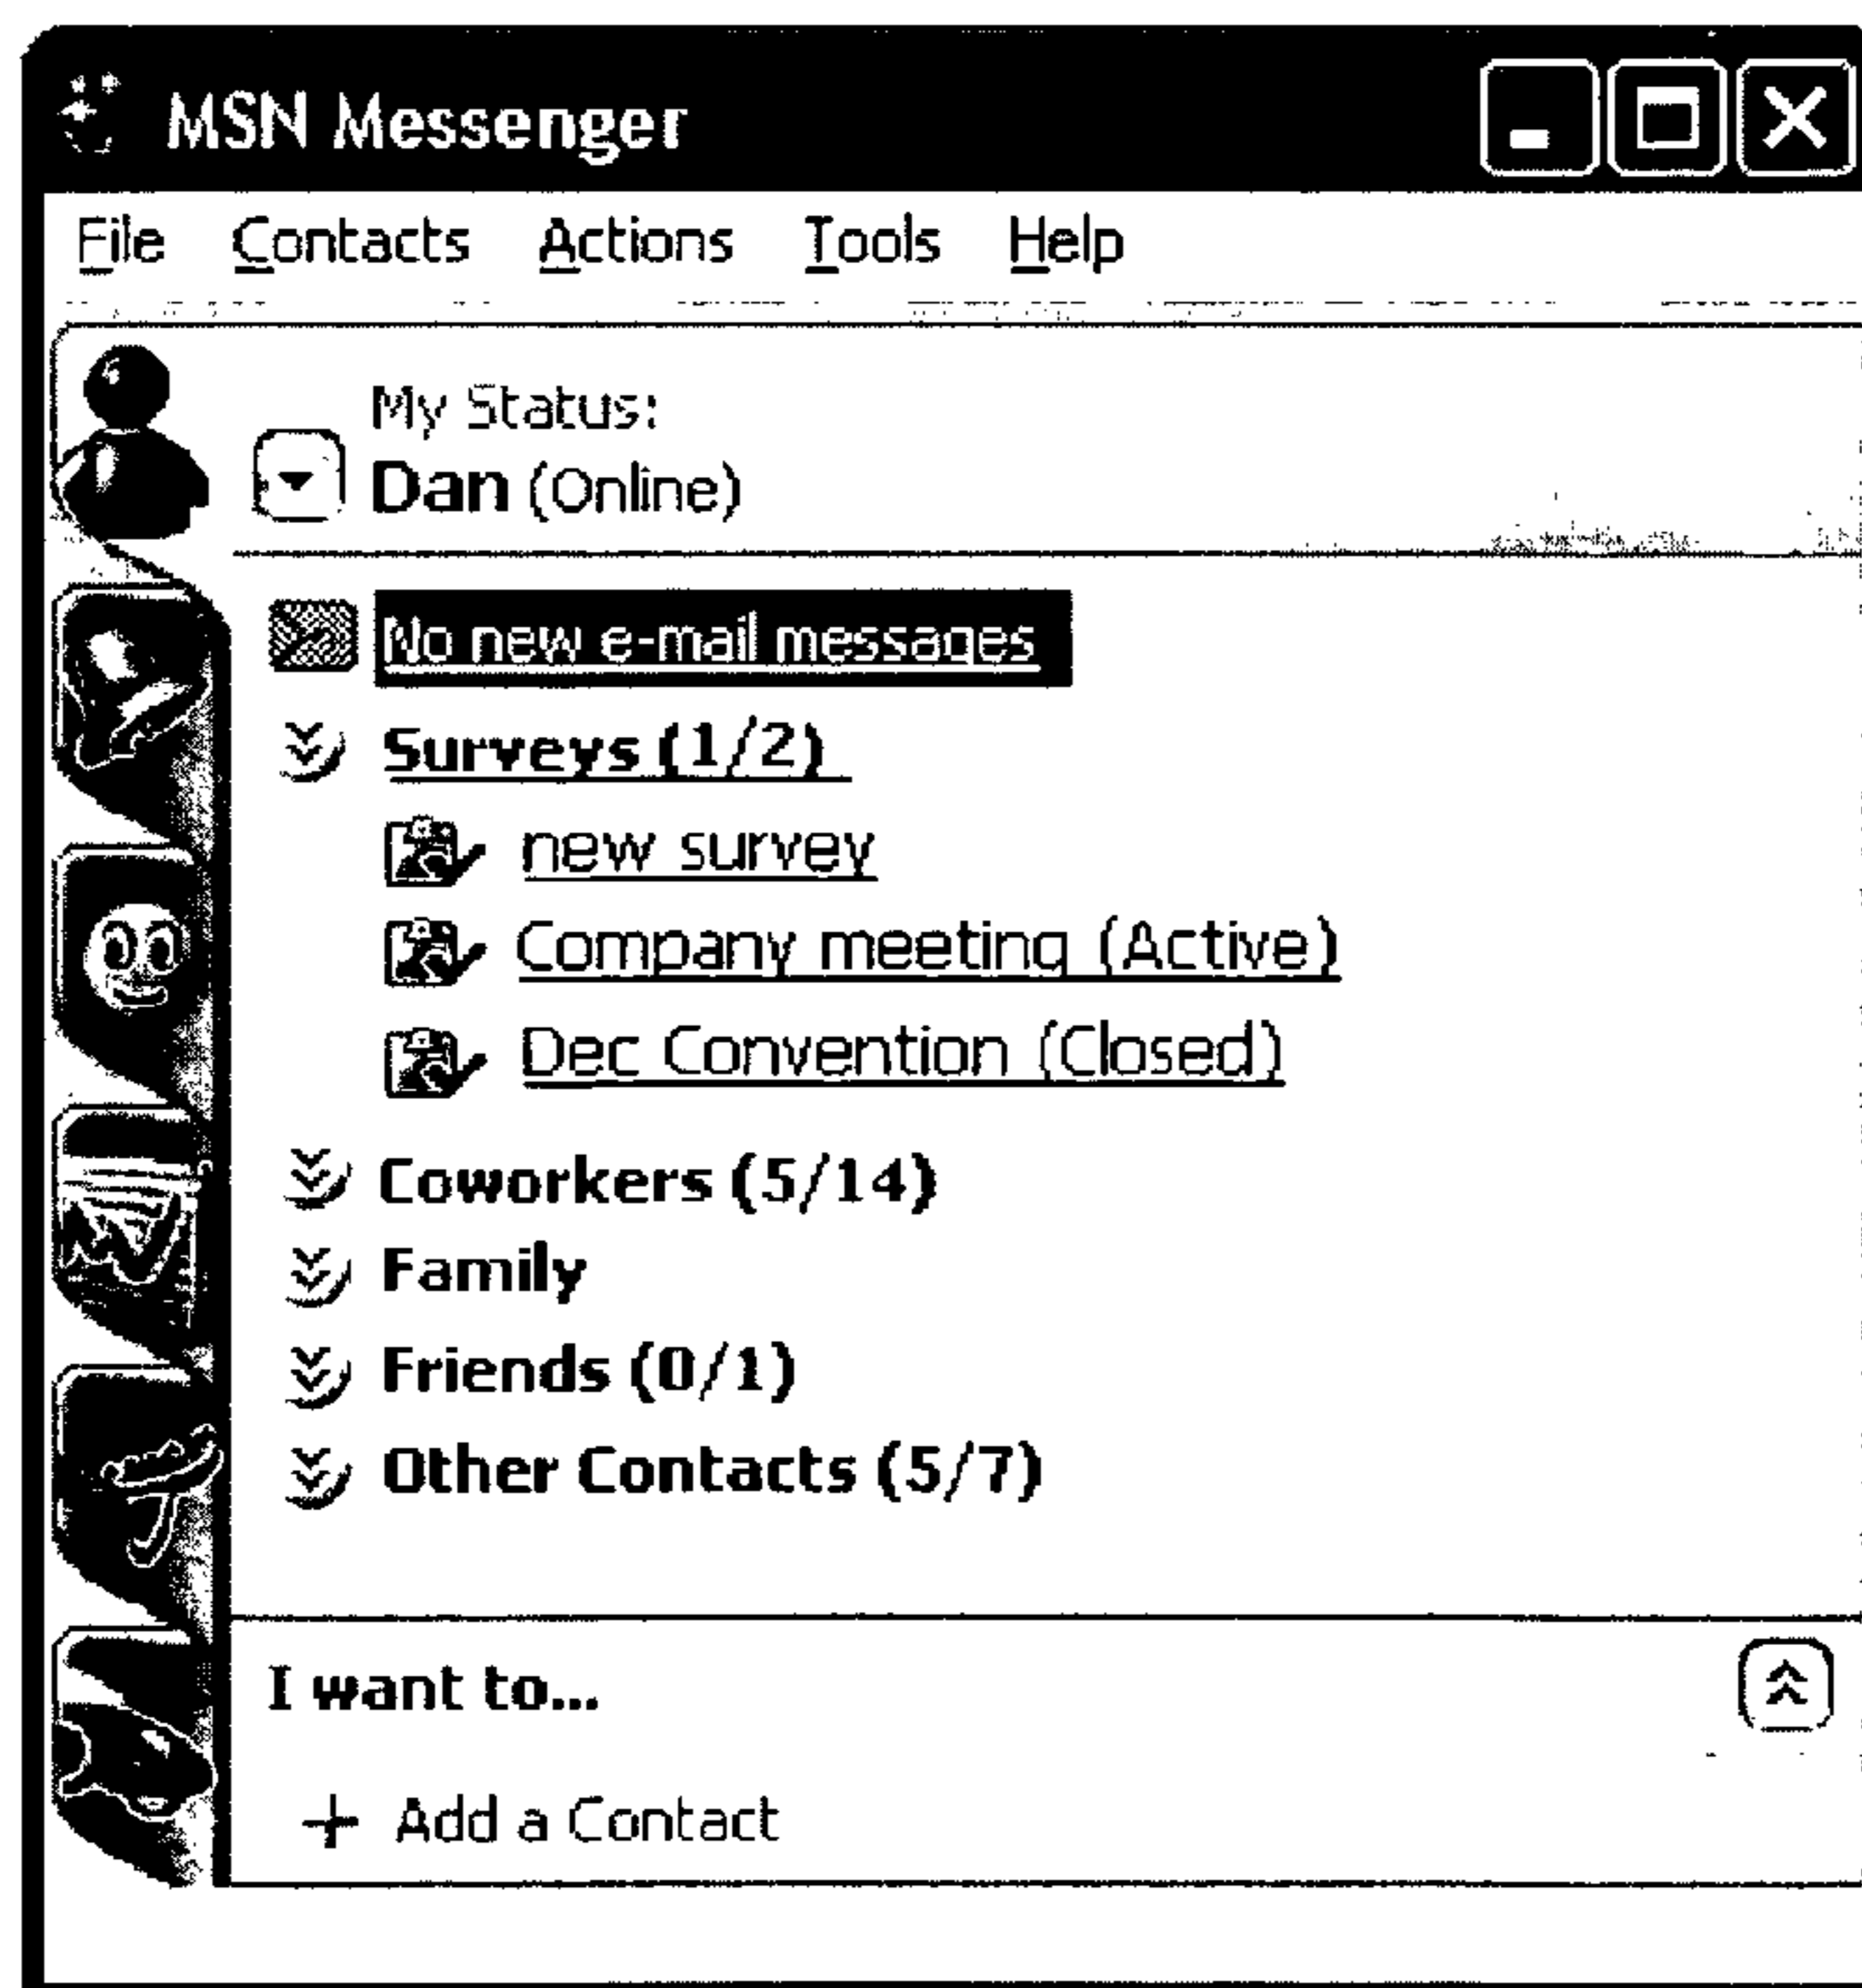 MSN Messenger
File Contacts Actions Tools Help
My Status:
Dan (Online)
No new e-mail messages
Surveys (1/2)
new survey
Company meeting (Active)
Dec Convention (Closed)
Coworkers (5/14)
Family
Friends (0/1)
Other Contacts (5/7)
I want to...
+ Add a Contact